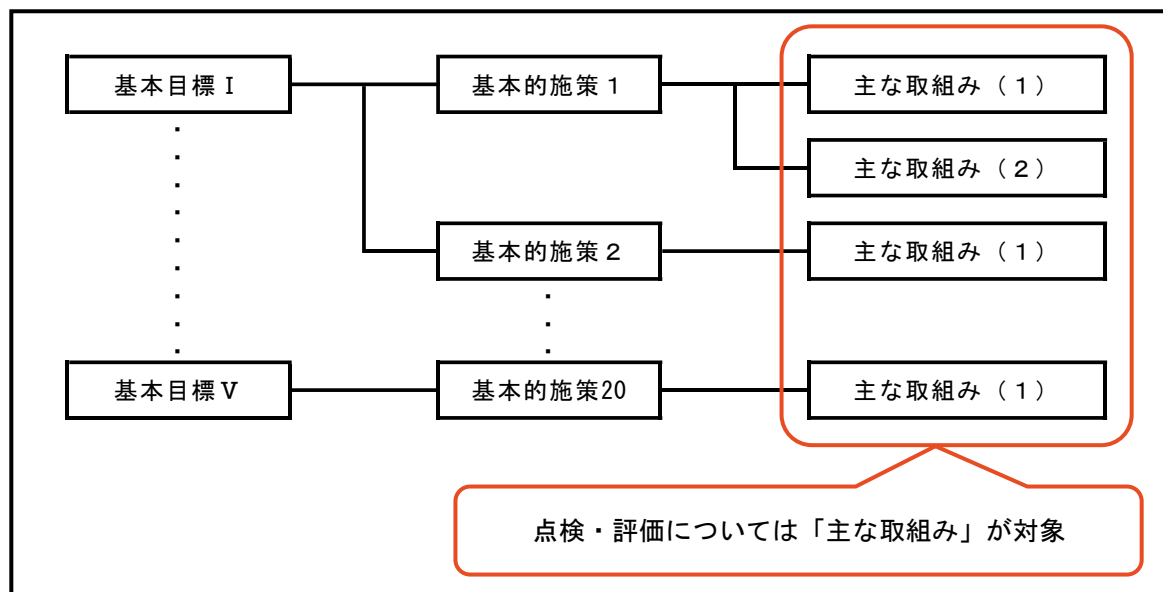 基本目標Ⅰ
基本的施策１
主な取組み（１）
主な取組み（２）
基本的施策２
主な取組み（１）
基本目標Ⅴ
基本的施策20
主な取組み（１）
点検・評価については「主な取組み」が対象